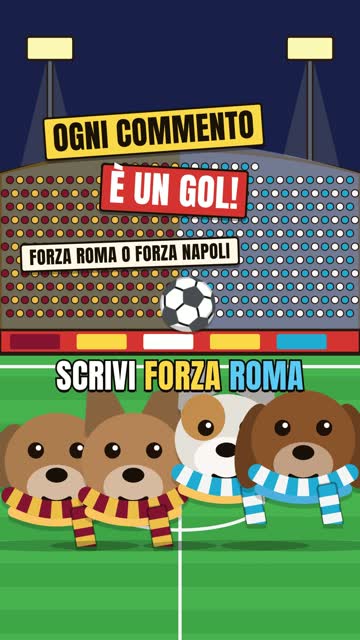 OGNI COMMENTO
È UN GOL!
FORZA ROMA O FORZA NAPOLI
SCRIVI FORZA ROMA